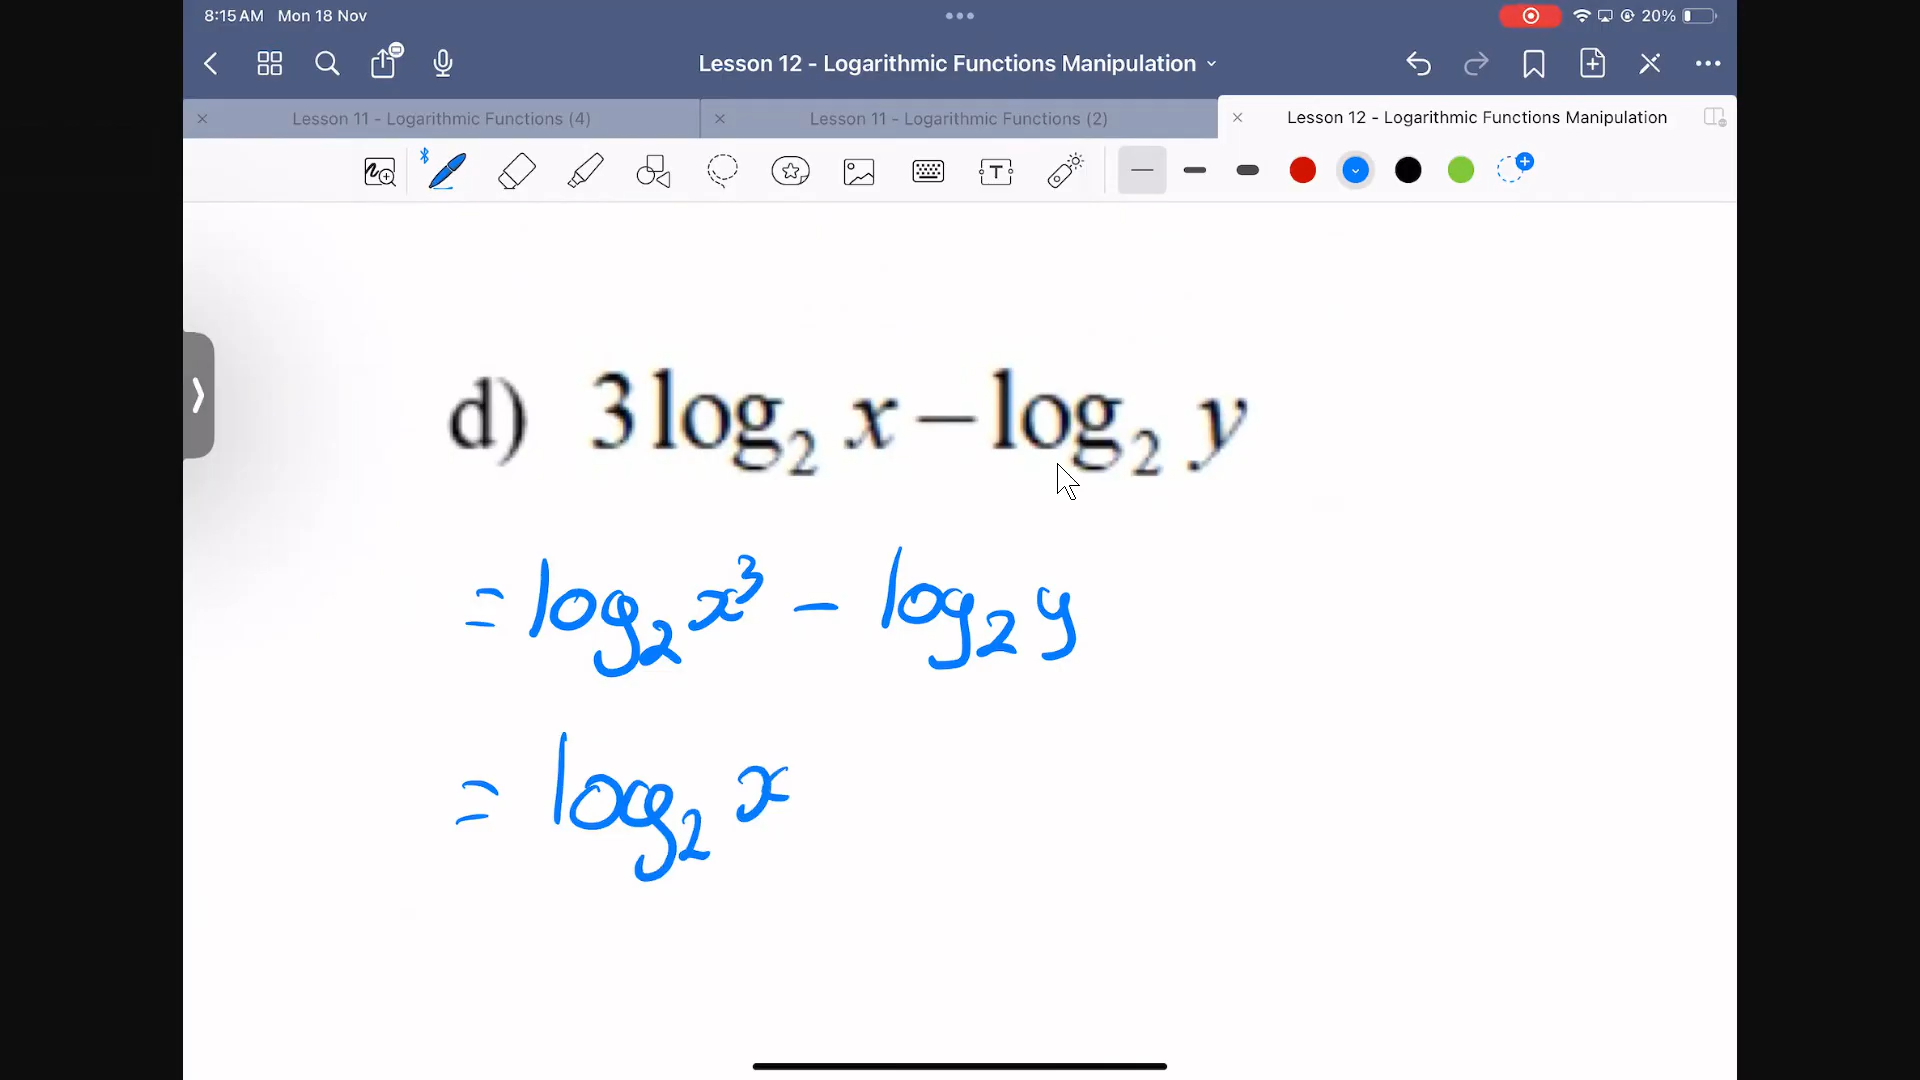 8:15 AM Mon 18 Nov
20%
Lesson 12 - Logarithmic Functions Manipulation
Lesson 11 - Logarithmic Functions (4)
Lesson 11 - Logarithmic Functions (2)
Lesson 12 - Logarithmic Functions Manipulation
T
d) 3 log₂ x − log₂ y
= log₂ x³ − log₂ y
= log₂ x